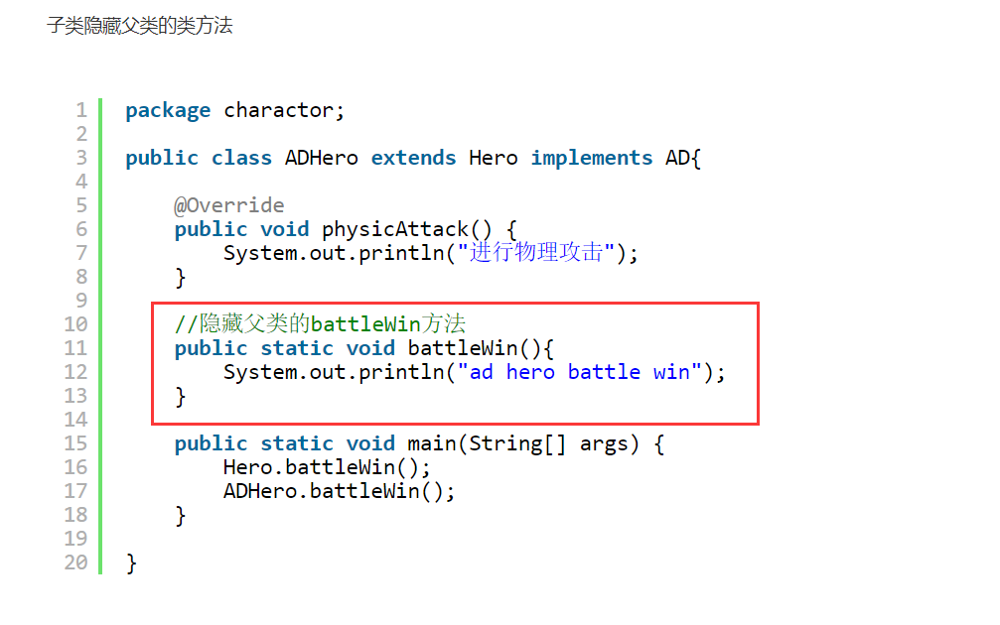 子类隐藏父类的类方法
1 package charactor;
2
3 public class ADHero extends Hero implements AD{
4
5 @Override
6 public void physicAttack() {
7 System.out.println("进行物理攻击");
8 }
9
10 //隐藏父类的battleWin方法
11 public static void battleWin(){
12 System.out.println("ad hero battle win");
13 }
14
15 public static void main(String[] args) {
16 Hero.battleWin();
17 ADHero.battleWin();
18 }
19
20 }